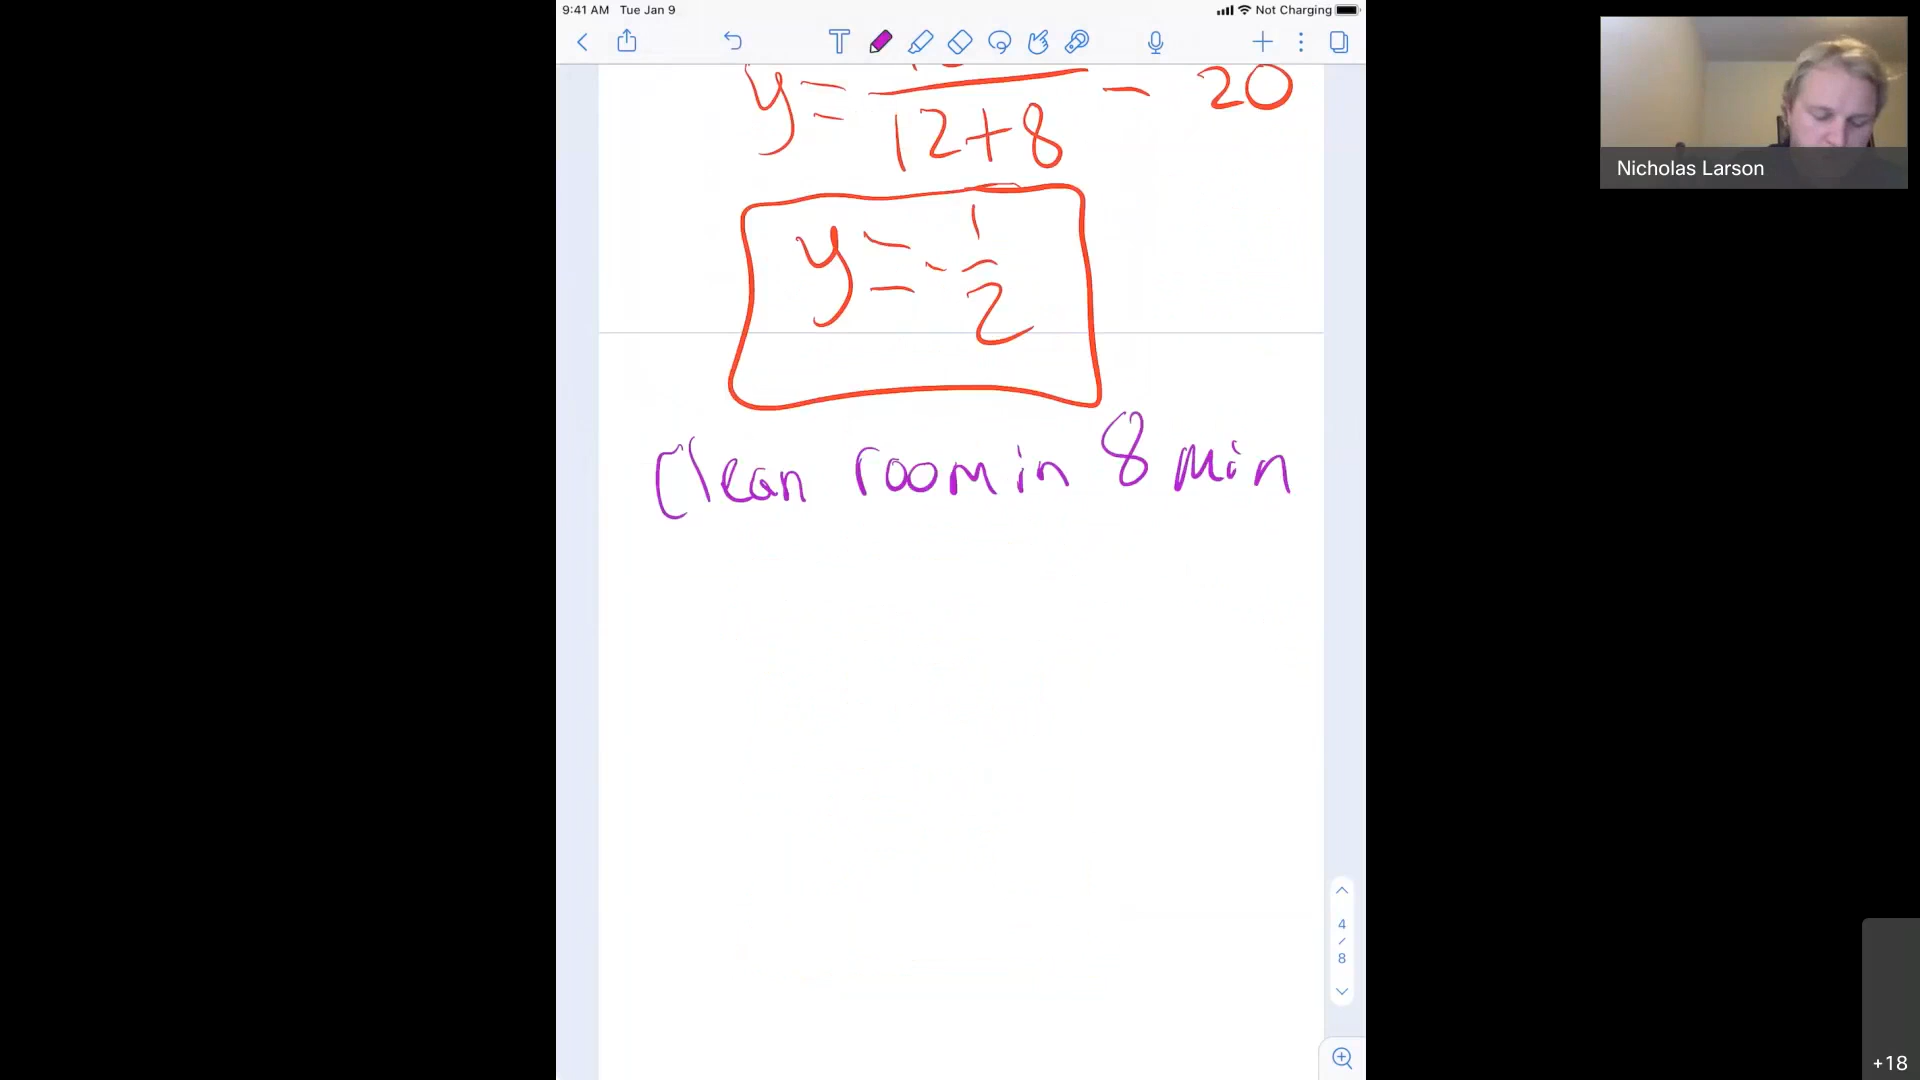 9:41 AM Tue Jan 9
Not Charging
y = / 12+8 - 20
y = - 1/2
Clean room in 8 min
Nicholas Larson
4
/
8
+18